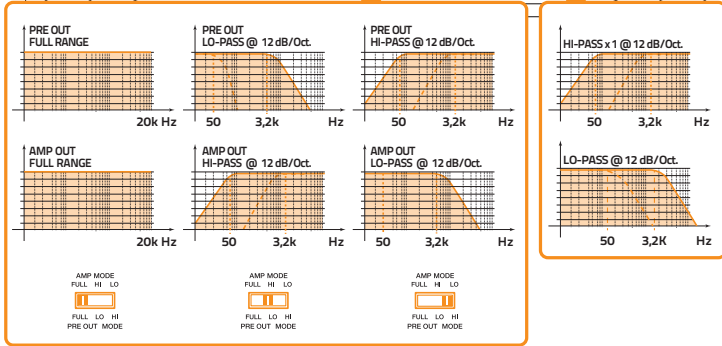 PRE OUT
FULL RANGE
20k Hz
PRE OUT
LO-PASS @ 12 dB/Oct.
50 3,2k Hz
PRE OUT
HI-PASS @ 12 dB/Oct.
50 3,2k Hz
AMP OUT
FULL RANGE
20k Hz
AMP OUT
HI-PASS @ 12 dB/Oct.
50 3,2k Hz
AMP OUT
LO-PASS @ 12 dB/Oct.
50 3,2k Hz
AMP MODE
FULL HI LO
FULL LO HI
PRE OUT MODE
AMP MODE
FULL HI LO
FULL LO HI
PRE OUT MODE
AMP MODE
FULL HI LO
FULL LO HI
PRE OUT MODE
HI-PASS x 1 @ 12 dB/Oct.
50 3,2k Hz
LO-PASS @ 12 dB/Oct.
50 3,2K Hz